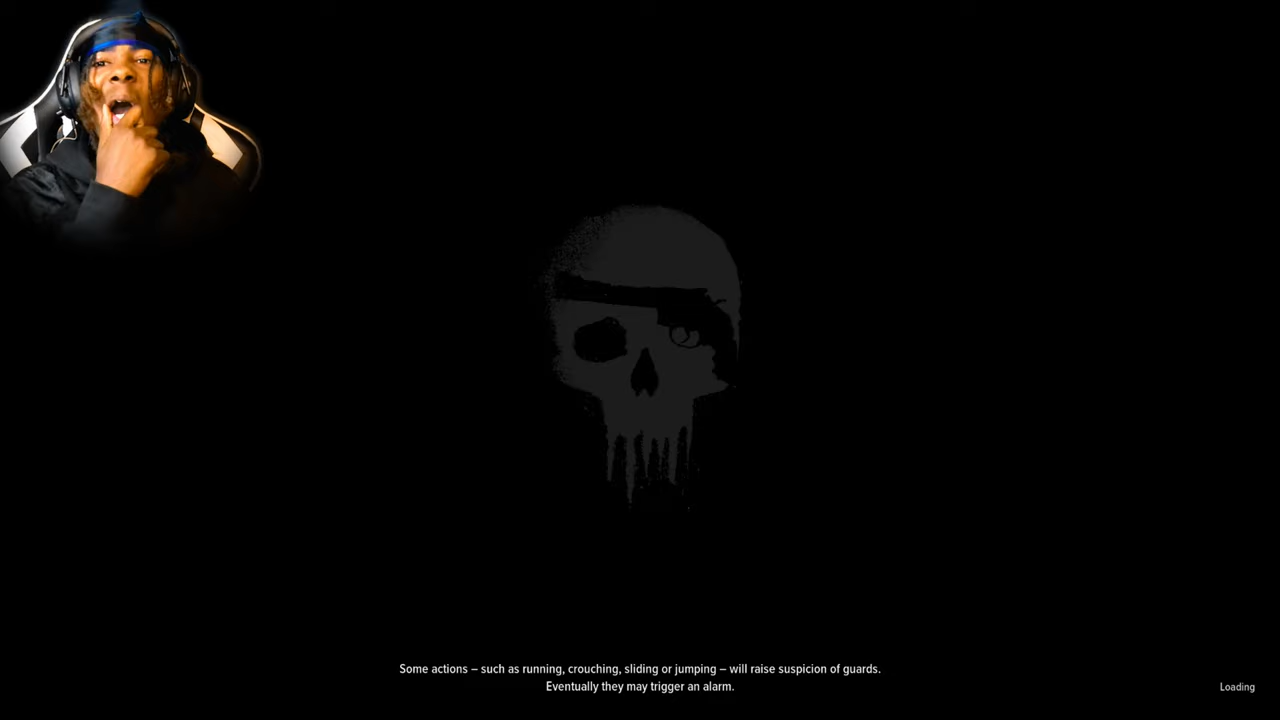 Some actions – such as running, crouching, sliding or jumping – will raise suspicion of guards.
Eventually they may trigger an alarm.
Loading